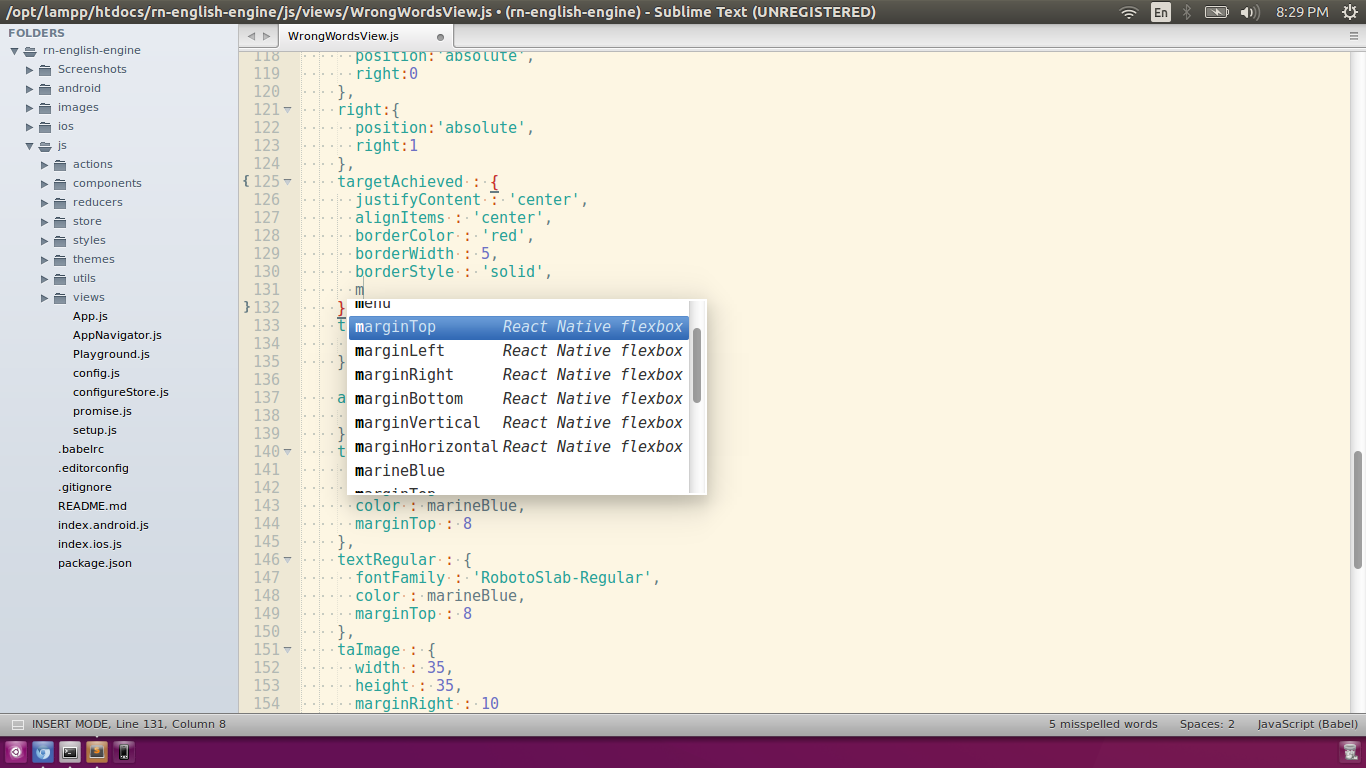 /opt/lampp/htdocs/rn-english-engine/js/views/WrongWordsView.js • (rn-english-engine) - Sublime Text (UNREGISTERED)
En
8:29 PM
FOLDERS
rn-english-engine
Screenshots
android
images
ios
js
actions
components
reducers
store
styles
themes
utils
views
App.js
AppNavigator.js
Playground.js
config.js
configureStore.js
promise.js
setup.js
.babelrc
.editorconfig
.gitignore
README.md
index.android.js
index.ios.js
package.json
WrongWordsView.js
118 position:'absolute',
119 right:0
120 },
121 right:{
122 position:'absolute',
123 right:1
124 },
{ 125 targetAchieved : {
126 justifyContent : 'center',
127 alignItems : 'center',
128 borderColor : 'red',
129 borderWidth : 5,
130 borderStyle : 'solid',
131 m
} 132 }
133 t
134
135 }
136
137 a
138
139 }
140 t
141
142
menu
marginTop React Native flexbox
marginLeft React Native flexbox
marginRight React Native flexbox
marginBottom React Native flexbox
marginVertical React Native flexbox
marginHorizontal React Native flexbox
marineBlue
marginTop
143 color : marineBlue,
144 marginTop : 8
145 },
146 textRegular : {
147 fontFamily : 'RobotoSlab-Regular',
148 color : marineBlue,
149 marginTop : 8
150 },
151 taImage : {
152 width : 35,
153 height : 35,
154 marginRight : 10
INSERT MODE, Line 131, Column 8
5 misspelled words
Spaces: 2
JavaScript (Babel)